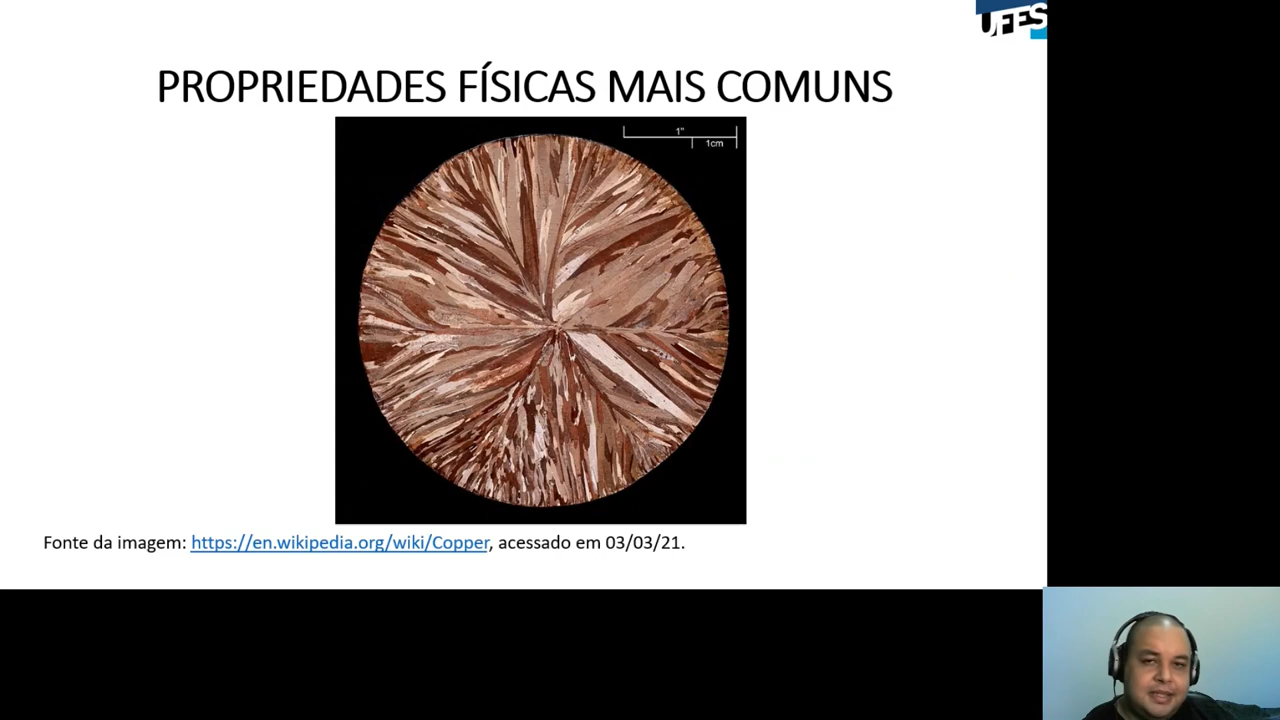 UFES
PROPRIEDADES FÍSICAS MAIS COMUNS
1"
1cm
Fonte da imagem: https://en.wikipedia.org/wiki/Copper, acessado em 03/03/21.